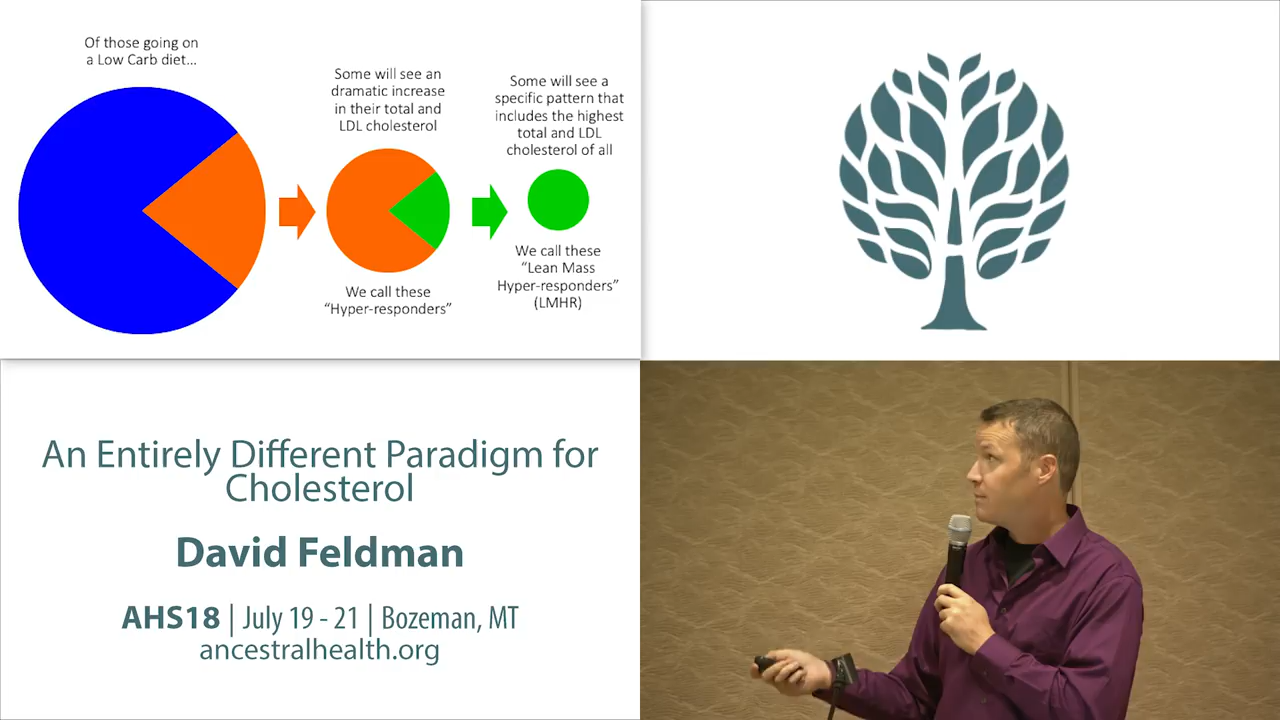 Of those going on
a Low Carb diet...
Some will see an
dramatic increase
in their total and
LDL cholesterol
Some will see a
specific pattern that
includes the highest
total and LDL
cholesterol of all
We call these
"Hyper-responders"
We call these
"Lean Mass
Hyper-responders"
(LMHR)
An Entirely Different Paradigm for
Cholesterol
David Feldman
AHS18 | July 19 - 21 | Bozeman, MT
ancestralhealth.org